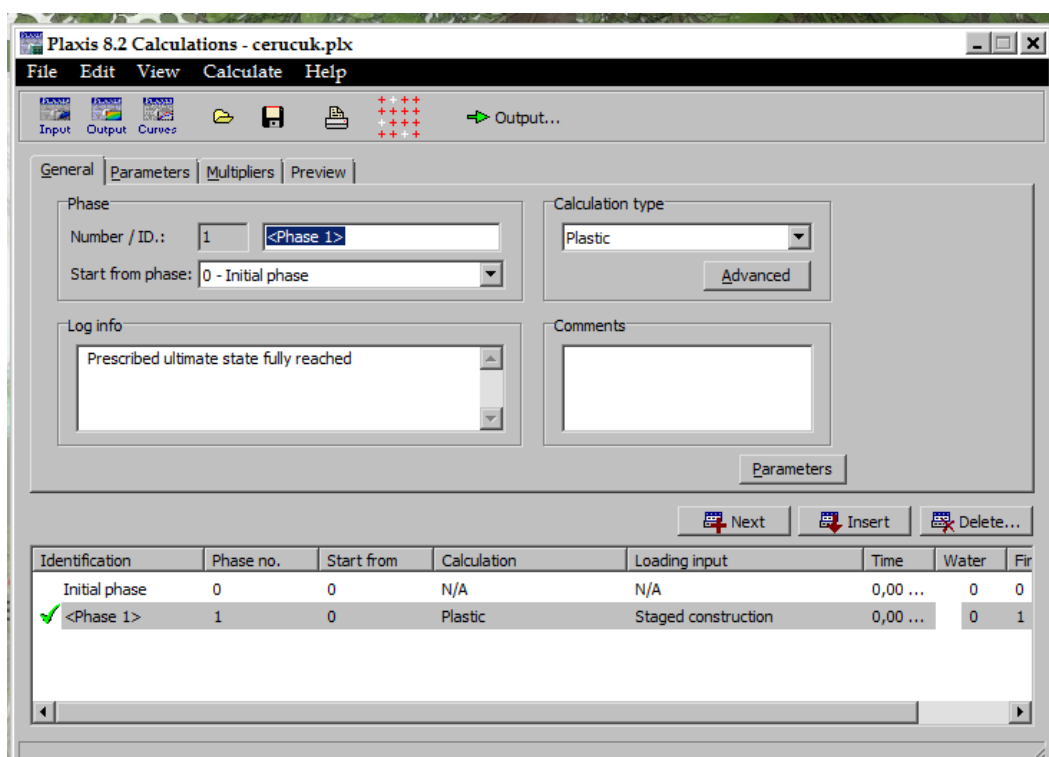 Plaxis 8.2 Calculations - cerucuk.plx
File Edit View Calculate Help
Input Output Curves Output...
General Parameters Multipliers Preview
Phase
Number / ID.: 1 <Phase 1>
Start from phase: 0 - Initial phase
Calculation type
Plastic
Advanced
Log info
Prescribed ultimate state fully reached
Comments
Parameters
Next Insert Delete...
Identification Phase no. Start from Calculation Loading input Time Water Fir
Initial phase 0 0 N/A N/A 0,00 ... 0 0
<Phase 1> 1 0 Plastic Staged construction 0,00 ... 0 1